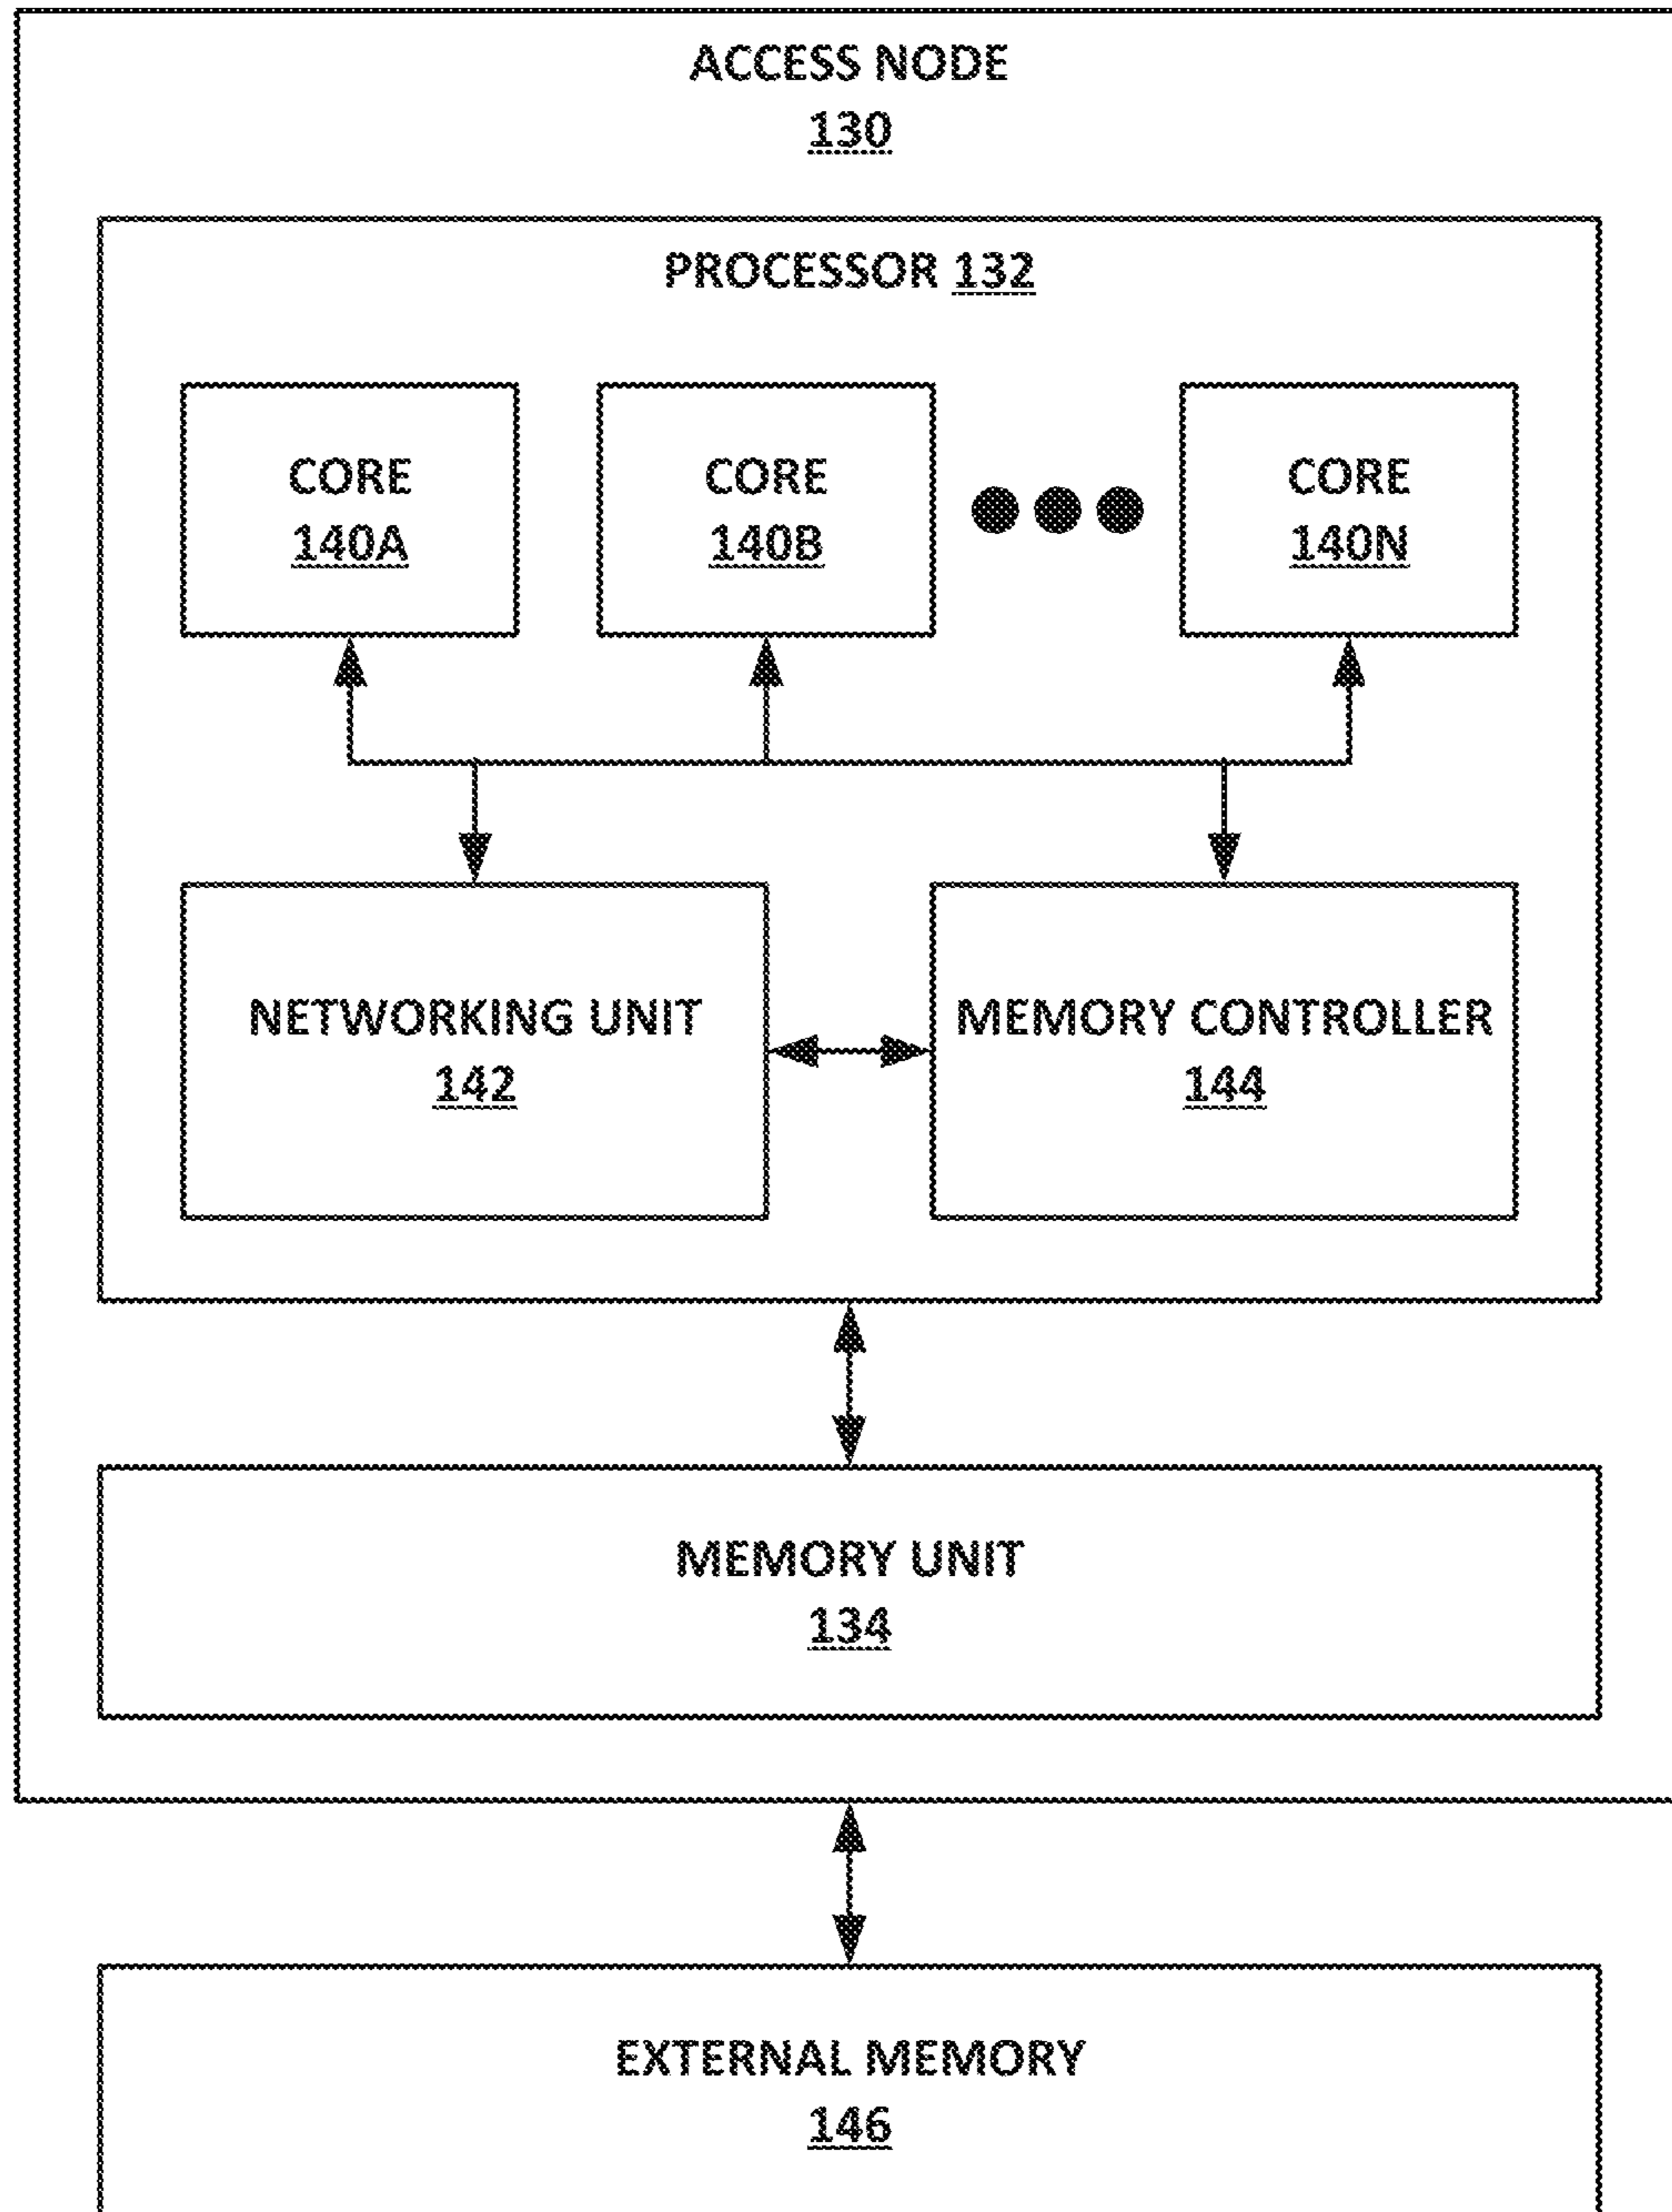 ACCESS NODE
130
PROCESSOR 132
CORE
140A
CORE
140B
CORE
140N
NETWORKING UNIT
142
MEMORY CONTROLLER
144
MEMORY UNIT
134
EXTERNAL MEMORY
146